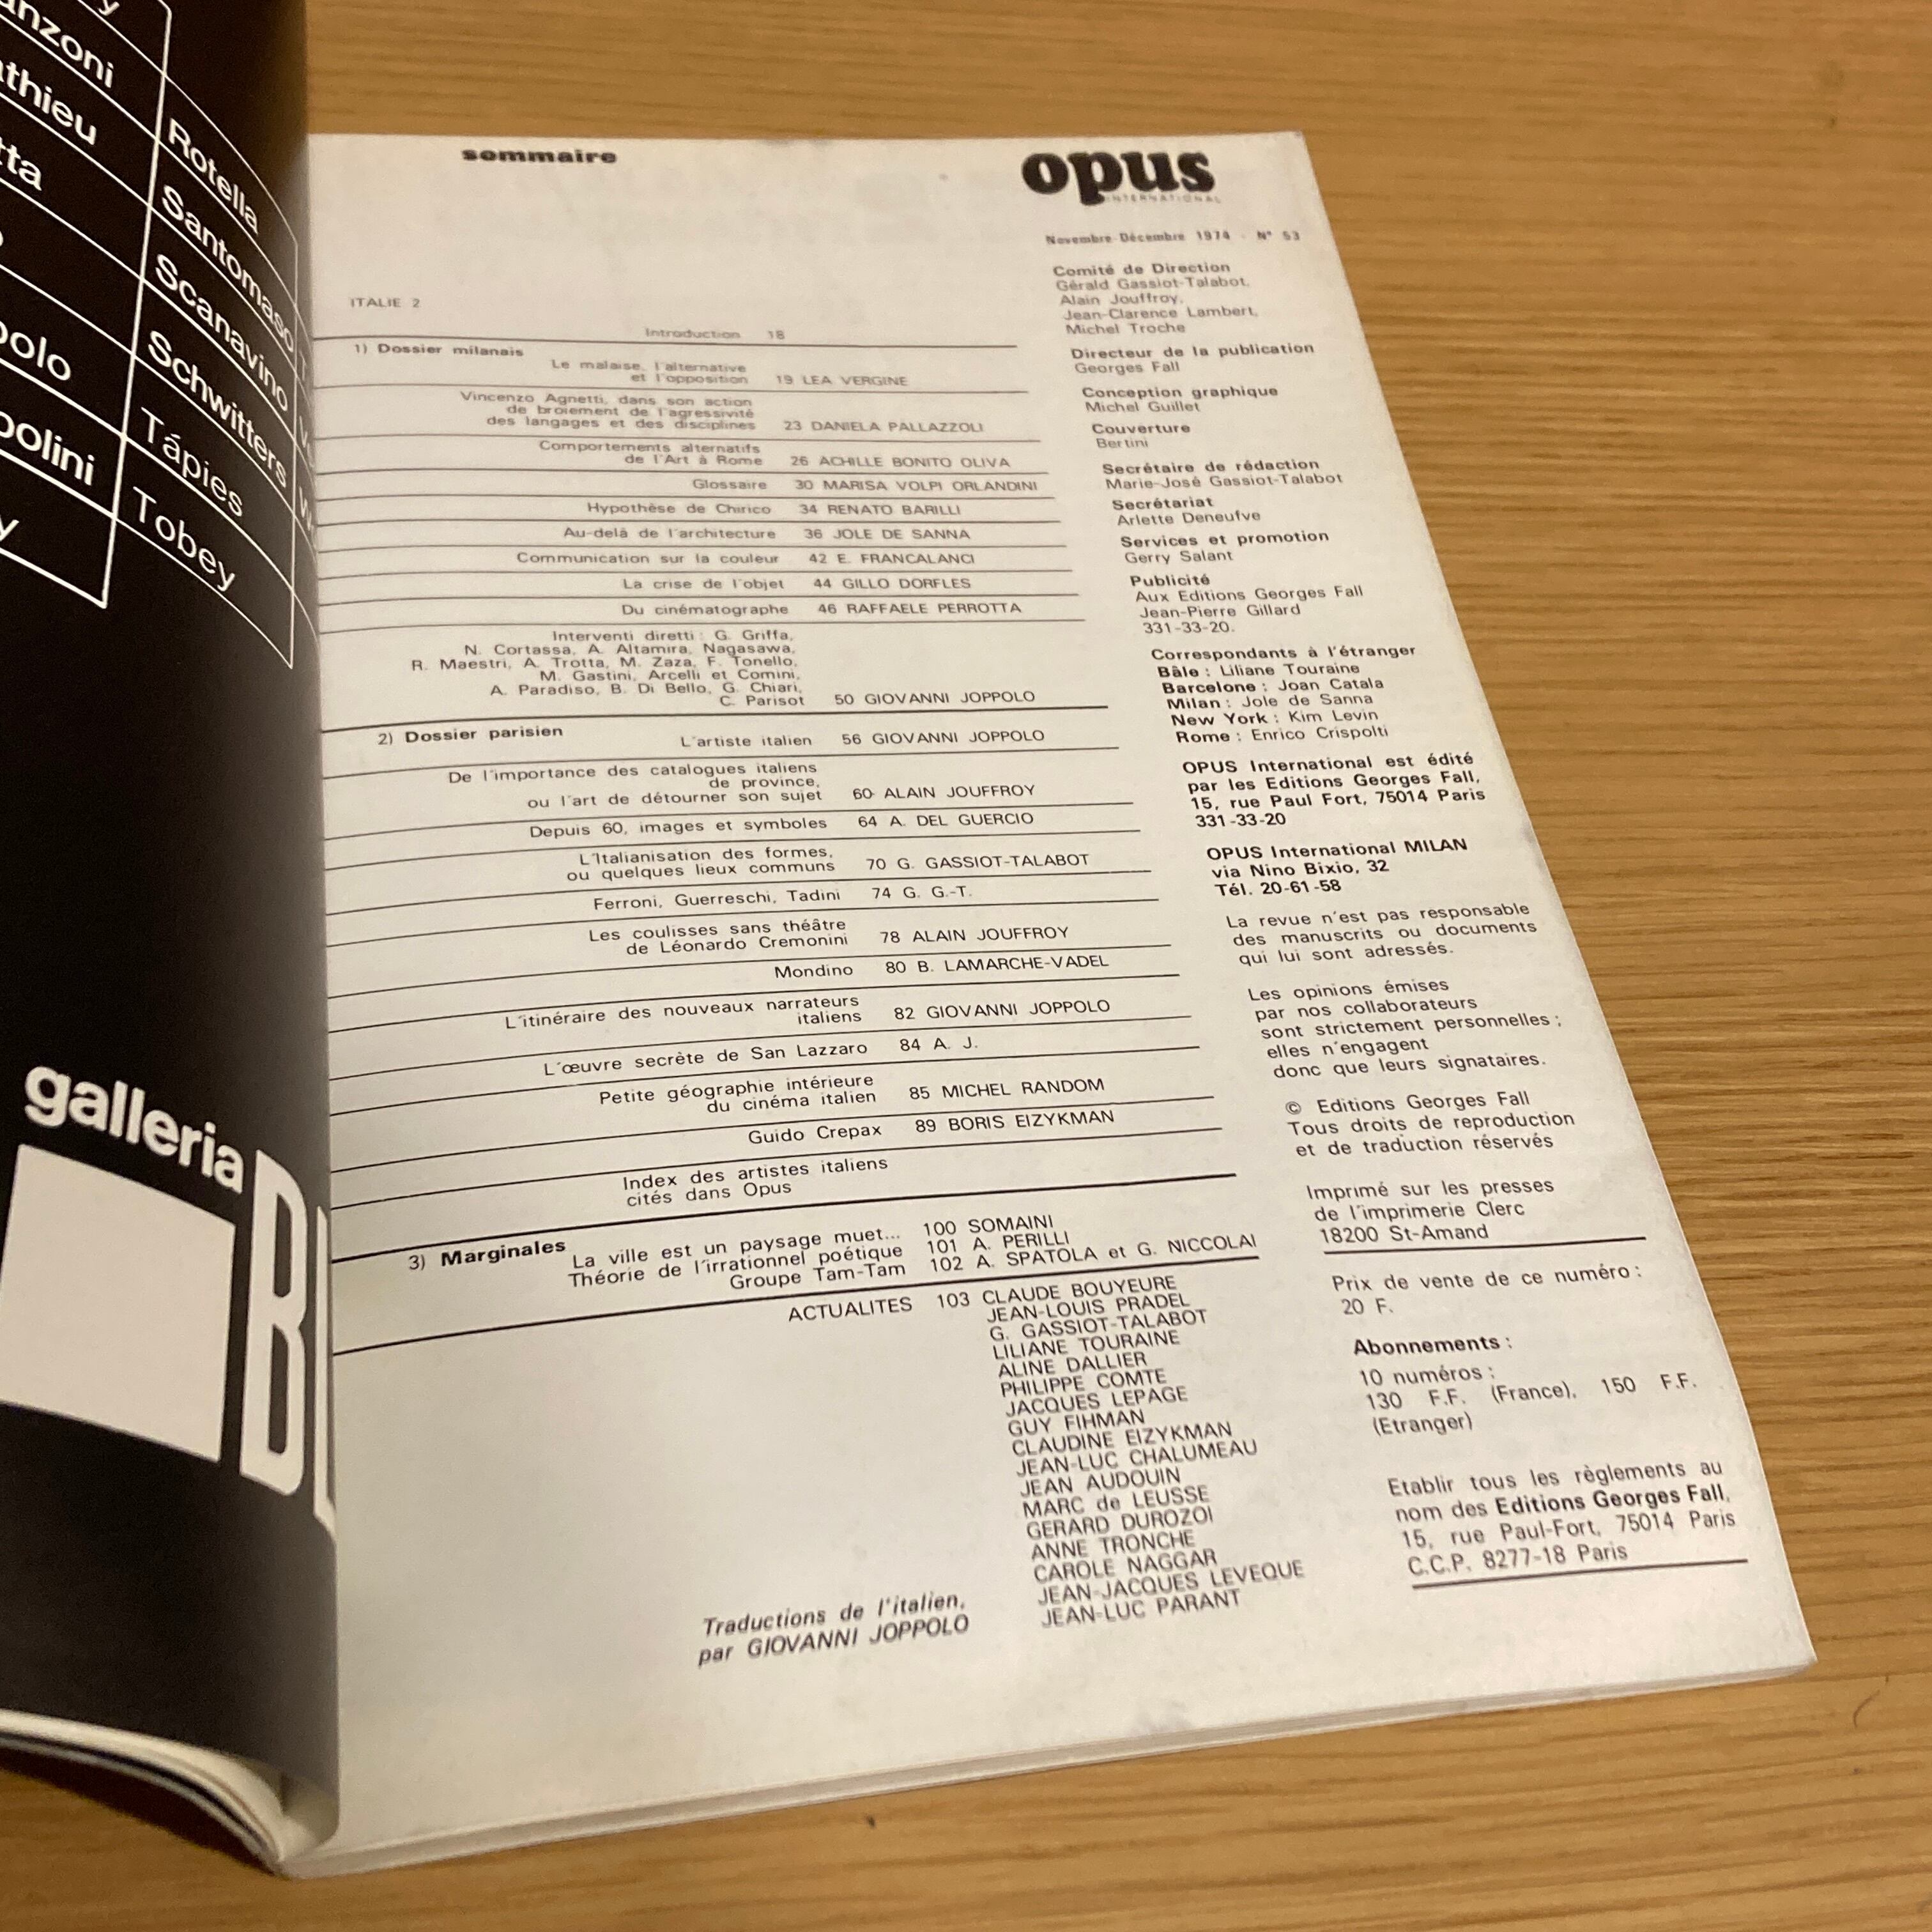 anzoni
athieu
Rotella
Santomaso
Scanavino
Schwitters
Tápies
Tobey
galleria
sommaire
opus
INTERNATIONAL
Novembre-Décembre 1974 - N° 53
ITALIE 2
Introduction 18
1) Dossier milanais
Le malaise, l'alternative
et l'opposition 19 LEA VERGINE
Vincenzo Agnetti, dans son action
de broiement de l'agressivité
des langages et des disciplines 23 DANIELA PALLAZZOLI
Comportements alternatifs
de l'Art à Rome 26 ACHILLE BONITO OLIVA
Glossaire 30 MARISA VOLPI ORLANDINI
Hypothèse de Chirico 34 RENATO BARILLI
Au-delà de l'architecture 36 JOLE DE SANNA
Communication sur la couleur 42 E. FRANCALANCI
La crise de l'objet 44 GILLO DORFLES
Du cinématographe 46 RAFFAELE PERROTTA
Interventi diretti : G. Griffa,
N. Cortassa, A. Altamira, Nagasawa,
R. Maestri, A. Trotta, M. Zaza, F. Tonello,
M. Gastini, Arcelli et Comini,
A. Paradiso, B. Di Bello, G. Chiari,
C. Parisot 50 GIOVANNI JOPPOLO
2) Dossier parisien
L'artiste italien 56 GIOVANNI JOPPOLO
De l'importance des catalogues italiens
de province,
ou l'art de détourner son sujet 60 ALAIN JOUFFROY
Depuis 60, images et symboles 64 A. DEL GUERCIO
L'Italianisation des formes,
ou quelques lieux communs 70 G. GASSIOT-TALABOT
Ferroni, Guerreschi, Tadini 74 G. G.-T.
Les coulisses sans théâtre
de Léonardo Cremonini 78 ALAIN JOUFFROY
Mondino 80 B. LAMARCHE-VADEL
L'itinéraire des nouveaux narrateurs
italiens 82 GIOVANNI JOPPOLO
L'œuvre secrète de San Lazzaro 84 A. J.
Petite géographie intérieure
du cinéma italien 85 MICHEL RANDOM
Guido Crepax 89 BORIS EIZYKMAN
Index des artistes italiens
cités dans Opus
3) Marginales
La ville est un paysage muet... 100 SOMAINI
Théorie de l'irrationnel poétique 101 A. PERILLI
Groupe Tam-Tam 102 A. SPATOLA et G. NICCOLAI
ACTUALITES 103 CLAUDE BOUYEURE
JEAN-LOUIS PRADEL
G. GASSIOT-TALABOT
LILIANE TOURAINE
ALINE DALLIER
PHILIPPE COMTE
JACQUES LEPAGE
GUY FIHMAN
CLAUDINE EIZYKMAN
JEAN-LUC CHALUMEAU
JEAN AUDOUIN
MARC de LEUSSE
GERARD DUROZOI
ANNE TRONCHE
CAROLE NAGGAR
JEAN-JACQUES LEVEQUE
JEAN-LUC PARANT
Traductions de l'italien,
par GIOVANNI JOPPOLO
Comité de Direction
Gérald Gassiot-Talabot,
Alain Jouffroy,
Jean-Clarence Lambert,
Michel Troche
Directeur de la publication
Georges Fall
Conception graphique
Michel Guillet
Couverture
Bertini
Secrétaire de rédaction
Marie-José Gassiot-Talabot
Secrétariat
Arlette Deneufve
Services et promotion
Gerry Salant
Publicité
Aux Editions Georges Fall
Jean-Pierre Gillard
331-33-20.
Correspondants à l'étranger
Bâle : Liliane Touraine
Barcelone : Joan Catala
Milan : Jole de Sanna
New York : Kim Levin
Rome : Enrico Crispolti
OPUS International est édité
par les Editions Georges Fall,
15, rue Paul Fort, 75014 Paris
331-33-20
OPUS International MILAN
via Nino Bixio, 32
Tél. 20-61-58
La revue n'est pas responsable
des manuscrits ou documents
qui lui sont adressés.
Les opinions émises
par nos collaborateurs
sont strictement personnelles ;
elles n'engagent
donc que leurs signataires.
© Editions Georges Fall
Tous droits de reproduction
et de traduction réservés
Imprimé sur les presses
de l'imprimerie Clerc
18200 St-Amand
Prix de vente de ce numéro :
20 F.
Abonnements :
10 numéros :
130 F.F. (France), 150 F.F.
(Etranger)
Etablir tous les règlements au
nom des Editions Georges Fall,
15, rue Paul-Fort, 75014 Paris
C.C.P. 8277-18 Paris